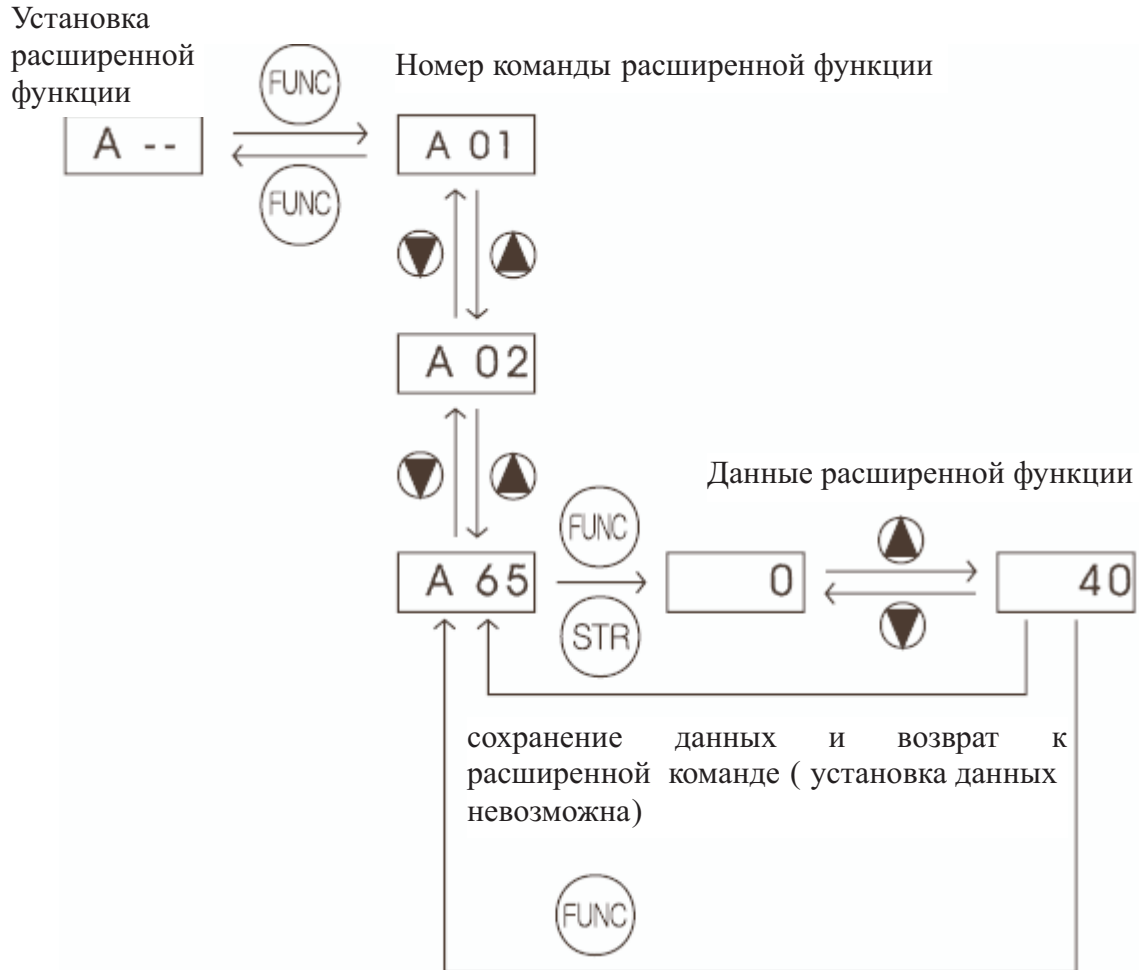 Установка
расширенной
функции
FUNC
Номер команды расширенной функции
A --
A 01
FUNC
A 02
Данные расширенной функции
FUNC
A 65
0
40
STR
сохранение данных и возврат к
расширенной команде ( установка данных
невозможна)
FUNC